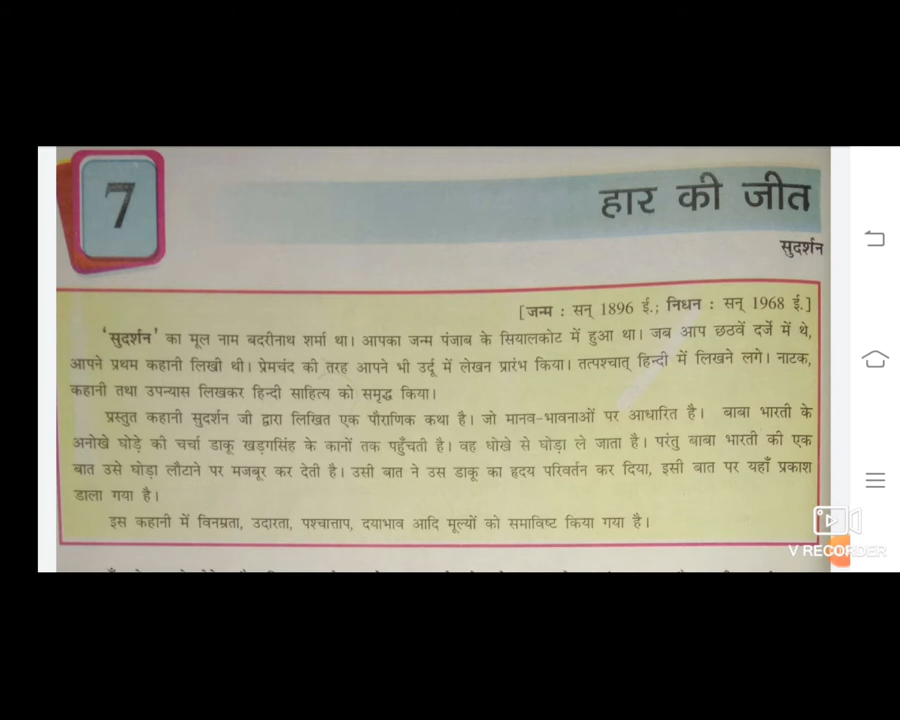 7
हार की जीत
सुदर्शन
[जन्म : सन् 1896 ई.; निधन : सन् 1968 ई.]
'सुदर्शन' का मूल नाम बदरीनाथ शर्मा था। आपका जन्म पंजाब के सियालकोट में हुआ था। जब आप छठवें दर्जे में थे,
आपने प्रथम कहानी लिखी थी। प्रेमचंद की तरह आपने भी उर्दू में लेखन प्रारंभ किया। तत्पश्चात् हिन्दी में लिखने लगे। नाटक,
कहानी तथा उपन्यास लिखकर हिन्दी साहित्य को समृद्ध किया।
प्रस्तुत कहानी सुदर्शन जी द्वारा लिखित एक पौराणिक कथा है। जो मानव-भावनाओं पर आधारित है। बाबा भारती के
अनोखे घोड़े की चर्चा डाकू खड़गसिंह के कानों तक पहुँचती है। वह धोखे से घोड़ा ले जाता है। परंतु बाबा भारती की एक
बात उसे घोड़ा लौटाने पर मजबूर कर देती है। उसी बात ने उस डाकू का हृदय परिवर्तन कर दिया, इसी बात पर यहाँ प्रकाश
डाला गया है।
इस कहानी में विनम्रता, उदारता, पश्चात्ताप, दयाभाव आदि मूल्यों को समाविष्ट किया गया है।
V RECORDER